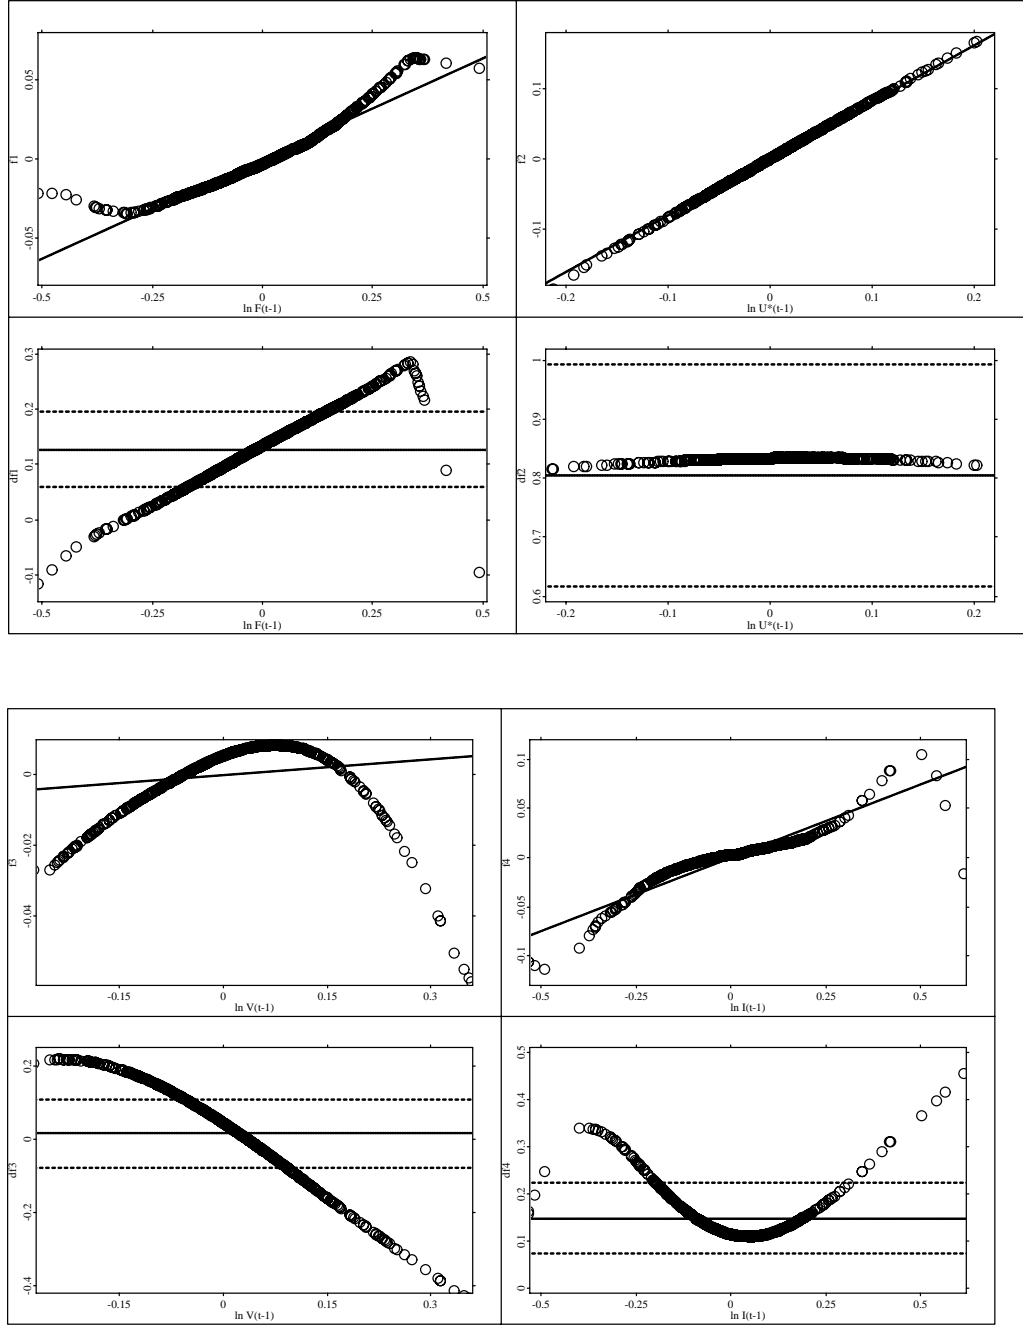 0.05
0
-0.05
f1
-0.5 -0.25 0 0.25 0.5
ln F(t-1)
0.1
0
-0.1
f2
-0.2 -0.1 0 0.1 0.2
ln U*(t-1)
0.3
0.2
0.1
0
-0.1
df1
-0.5 -0.25 0 0.25 0.5
ln F(t-1)
1
0.9
0.8
0.7
0.6
df2
-0.2 -0.1 0 0.1 0.2
ln U*(t-1)
0
-0.02
-0.04
f3
-0.15 0 0.15 0.3
ln V(t-1)
0.1
0.05
0
-0.05
-0.1
f4
-0.5 -0.25 0 0.25 0.5
ln I(t-1)
0.2
0
-0.2
-0.4
df3
-0.15 0 0.15 0.3
ln V(t-1)
0.5
0.4
0.3
0.2
0.1
0
df4
-0.5 -0.25 0 0.25 0.5
ln I(t-1)